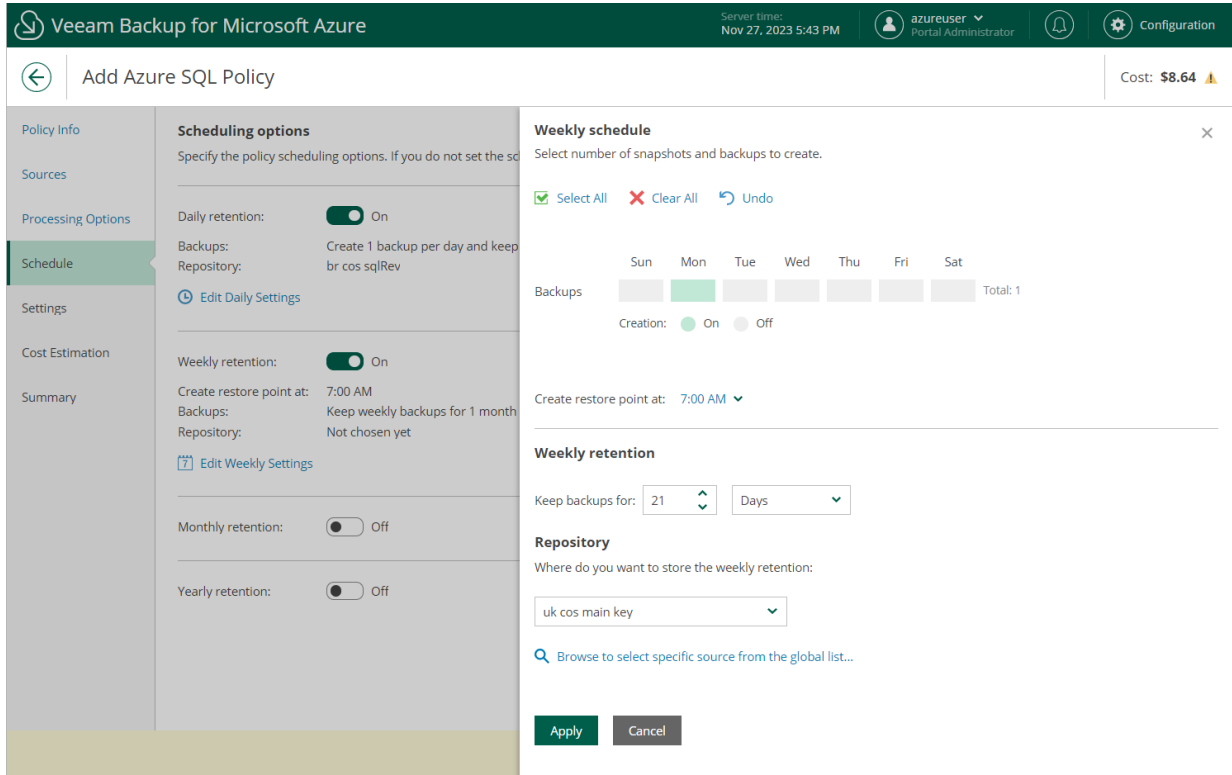 Veeam Backup for Microsoft Azure
Server time:
Nov 27, 2023 5:43 PM
azureuser
Portal Administrator
Configuration
Add Azure SQL Policy
Cost: $8.64
Policy Info
Sources
Processing Options
Schedule
Settings
Cost Estimation
Summary
Scheduling options
Specify the policy scheduling options. If you do not set the
Daily retention: On
Backups: Create 1 backup per day and keep
Repository: br cos sqlRev
Edit Daily Settings
Weekly retention: On
Create restore point at: 7:00 AM
Backups: Keep weekly backups for 1 month
Repository: Not chosen yet
7 Edit Weekly Settings
Monthly retention: Off
Yearly retention: Off
Weekly schedule
Select number of snapshots and backups to create.
Select All Clear All Undo
Sun Mon Tue Wed Thu Fri Sat
Backups Total: 1
Creation: On Off
Create restore point at: 7:00 AM
Weekly retention
Keep backups for: 21 Days
Repository
Where do you want to store the weekly retention:
uk cos main key
Browse to select specific source from the global list...
Apply Cancel